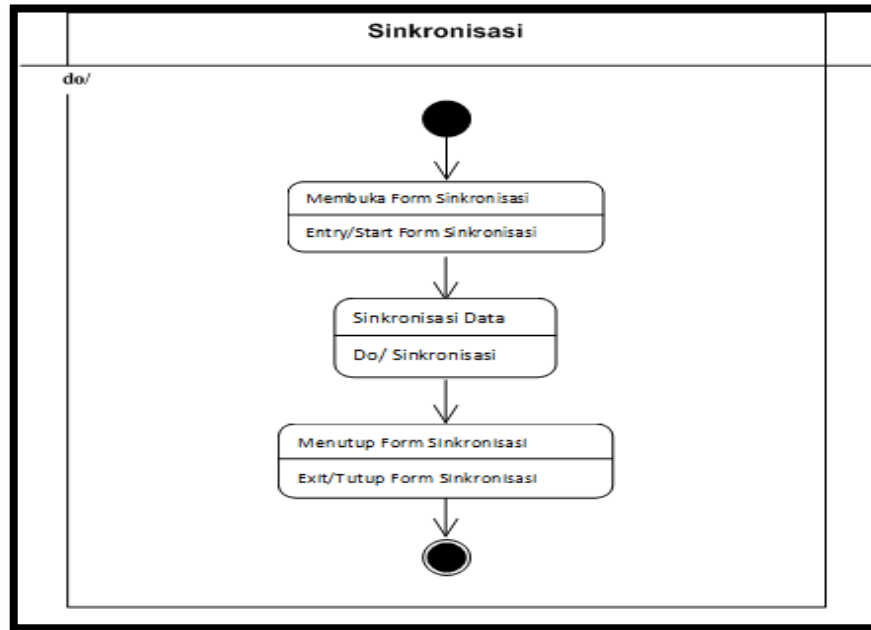 Sinkronisasi
do/
Membuka Form Sinkronisasi
Entry/Start Form Sinkronisasi
Sinkronisasi Data
Do/ Sinkronisasi
Menutup Form Sinkronisasi
Exit/Tutup Form Sinkronisasi